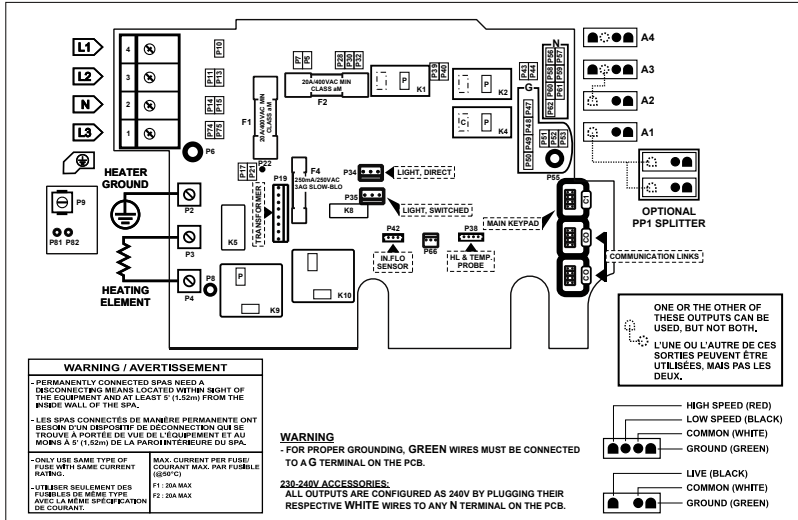 L1
L2
N
L3
4
3
2
1
P10
P11
P13
P14
P15
P74
P75
P6
P7
P5
P28
P30
P32
20A/400VAC MIN
CLASS aM
F2
F1
20A/400VAC MIN
CLASS aM
P
K1
P39
P40
P
K2
C
P
K4
P43
P44
N
P56
P57
P58
P59
P60
P61
P62
G
P47
P48
P49
P50
P51
P52
P53
P55
A4
A3
A2
A1
OPTIONAL
PP1 SPLITTER
P9
P81
P82
HEATER
GROUND
P2
P3
P4
HEATING
ELEMENT
P17
P21
P22
P19
TRANSFORMER
F4
250mA/250VAC
3AG SLOW-BLO
P34
LIGHT, DIRECT
P35
LIGHT, SWITCHED
K8
K5
P8
P
K9
K10
P42
IN.FLO
SENSOR
P66
P38
HL & TEMP.
PROBE
MAIN KEYPAD
C1
CO
CO
COMMUNICATION LINKS
ONE OR THE OTHER OF
THESE OUTPUTS CAN BE
USED, BUT NOT BOTH.
L'UNE OU L'AUTRE DE CES
SORTIES PEUVENT ÊTRE
UTILISÉES, MAIS PAS LES
DEUX.
WARNING / AVERTISSEMENT
- PERMANENTLY CONNECTED SPAS NEED A
DISCONNECTING MEANS LOCATED WITHIN SIGHT OF
THE EQUIPMENT AND AT LEAST 5' (1.52m) FROM THE
INSIDE WALL OF THE SPA.
- LES SPAS CONNECTÉS DE MANIÈRE PERMANENTE ONT
BESOIN D'UN DISPOSITIF DE DÉCONNECTION QUI SE
TROUVE À PORTÉE DE VUE DE L'ÉQUIPEMENT ET AU
MOINS À 5' (1,52m) DE LA PAROI INTÉRIEURE DU SPA.
- ONLY USE SAME TYPE OF
FUSE WITH SAME CURRENT
RATING.
- UTILISER SEULEMENT DES
FUSIBLES DE MÊME TYPE
AVEC LA MÊME SPÉCIFICATION
DE COURANT.
MAX. CURRENT PER FUSE/
COURANT MAX. PAR FUSIBLE
(@50°C)
F1 : 20A MAX
F2 : 20A MAX
WARNING
- FOR PROPER GROUNDING, GREEN WIRES MUST BE CONNECTED
TO A G TERMINAL ON THE PCB.
230-240V ACCESSORIES:
ALL OUTPUTS ARE CONFIGURED AS 240V BY PLUGGING THEIR
RESPECTIVE WHITE WIRES TO ANY N TERMINAL ON THE PCB.
HIGH SPEED (RED)
LOW SPEED (BLACK)
COMMON (WHITE)
GROUND (GREEN)
LIVE (BLACK)
COMMON (WHITE)
GROUND (GREEN)